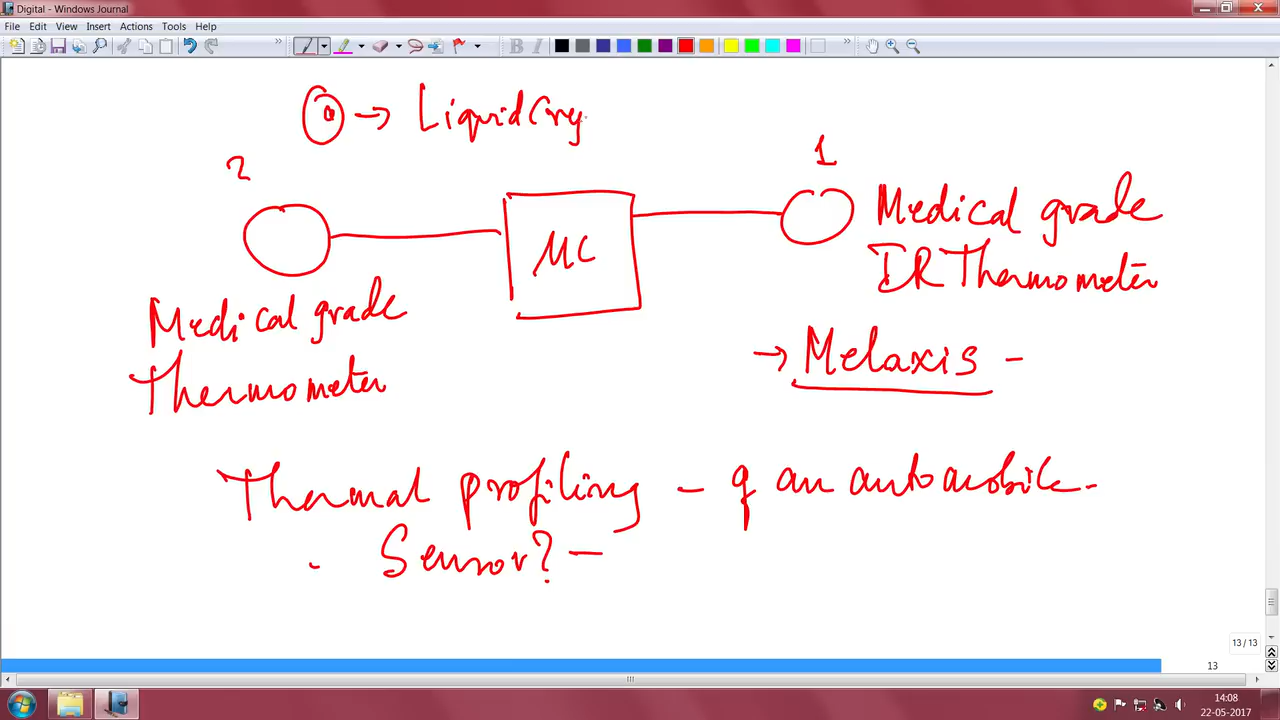 Digital - Windows Journal
File Edit View Insert Actions Tools Help
B I
→ Liquid Cry
2
1
MC
Medical grade
IR Thermometer
Medical grade
Thermometer
→ Melaxis -
Thermal profiling - of an automobile.
. Sensor? -
13 / 13
13
14:08
22-05-2017